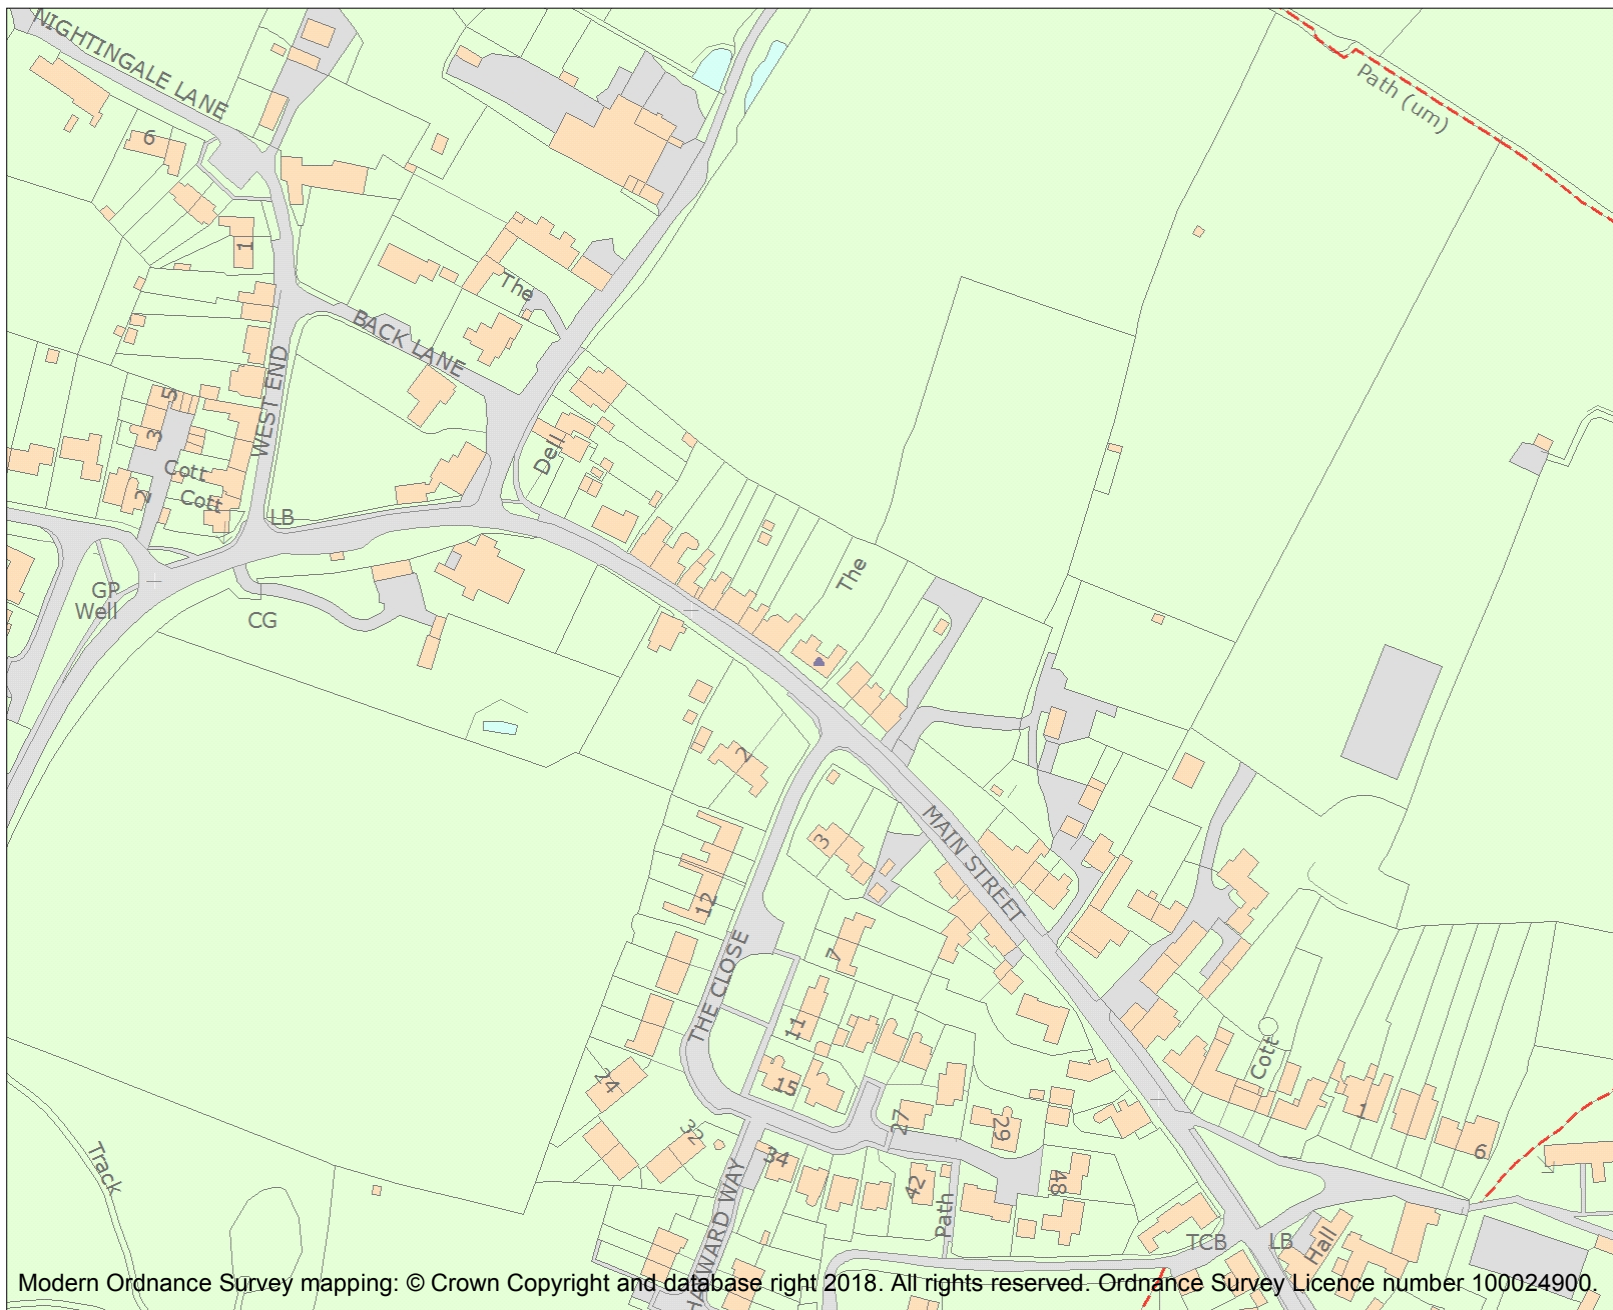 NIGHTINGALE LANE
Path (um)
6
1
The
BACK LANE
WEST END
5
3
Dell
Cott
2
Cott
LB
The
GP
Well
CG
2
MAIN STREET
3
12
7
THE CLOSE
11
Cott
24
15
1
27
29
32
6
34
Track
42
48
Path
HAYWARD WAY
TCB
LB
Hall
Modern Ordnance Survey mapping: © Crown Copyright and database right 2018. All rights reserved. Ordnance Survey Licence number 100024900.